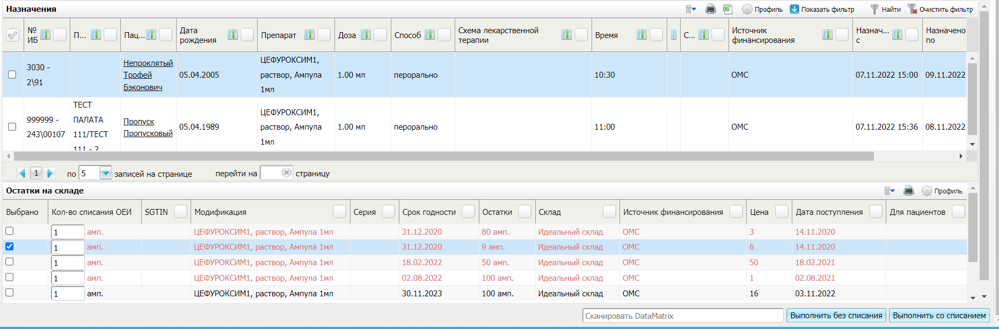 Назначения
Профиль
Показать фильтр
Найти
Очистить фильтр
№ ИБ
П...
Пац...
Дата рождения
Препарат
Доза
Способ
Схема лекарственной терапии
Время
С...
Источник финансирования
Назнач... с
Назначено по
3030 - 2\91
Непроклятый Трофей Бэконович
05.04.2005
ЦЕФУРОКСИМ1, раствор, Ампула 1мл
1.00 мл
перорально
10:30
ОМС
07.11.2022 15:00
09.11.2022
999999 - 243\00107
ТЕСТ ПАЛАТА 111/ТЕСТ 111 - 2
Пропуск Пропусковый
05.04.1989
ЦЕФУРОКСИМ1, раствор, Ампула 1мл
1.00 мл
перорально
11:00
ОМС
07.11.2022 15:36
08.11.2022
1
по 5 записей на странице
перейти на страницу
Остатки на складе
Профиль
Выбрано
Кол-во списания ОЕИ
SGTIN
Модификация
Серия
Срок годности
Остатки
Склад
Источник финансирования
Цена
Дата поступления
Для пациентов
1 амп. ЦЕФУРОКСИМ1, раствор, Ампула 1мл 31.12.2020 80 амп. Идеальный склад ОМС 3 14.11.2020
1 амп. ЦЕФУРОКСИМ1, раствор, Ампула 1мл 31.12.2020 9 амп. Идеальный склад ОМС 6 14.11.2020
1 амп. ЦЕФУРОКСИМ1, раствор, Ампула 1мл 18.02.2022 50 амп. Идеальный склад ОМС 50 18.02.2021
1 амп. ЦЕФУРОКСИМ1, раствор, Ампула 1мл 02.08.2022 100 амп. Идеальный склад ОМС 1 02.08.2021
1 амп. ЦЕФУРОКСИМ1, раствор, Ампула 1мл 30.11.2023 100 амп. Идеальный склад ОМС 16 03.11.2022
Сканировать DataMatrix
Выполнить без списания
Выполнить со списанием